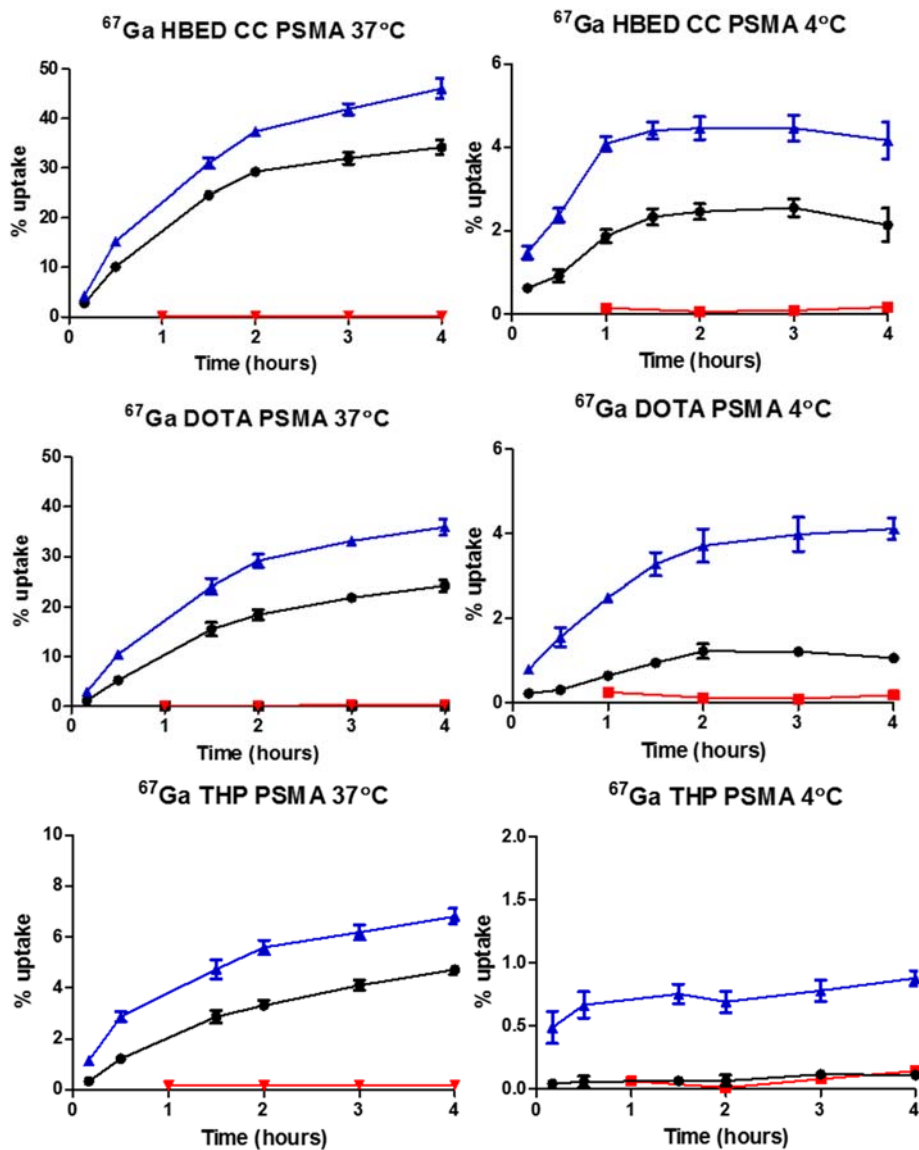 ⁶⁷Ga HBED CC PSMA 37°C
50
40
30
20
10
0
% uptake
0 1 2 3 4
Time (hours)
⁶⁷Ga HBED CC PSMA 4°C
6
4
2
0
% uptake
0 1 2 3 4
Time (hours)
⁶⁷Ga DOTA PSMA 37°C
50
40
30
20
10
0
% uptake
0 1 2 3 4
Time (hours)
⁶⁷Ga DOTA PSMA 4°C
6
4
2
0
% uptake
0 1 2 3 4
Time (hours)
⁶⁷Ga THP PSMA 37°C
10
8
6
4
2
0
% uptake
0 1 2 3 4
Time (hours)
⁶⁷Ga THP PSMA 4°C
2.0
1.5
1.0
0.5
0.0
% uptake
0 1 2 3 4
Time (hours)